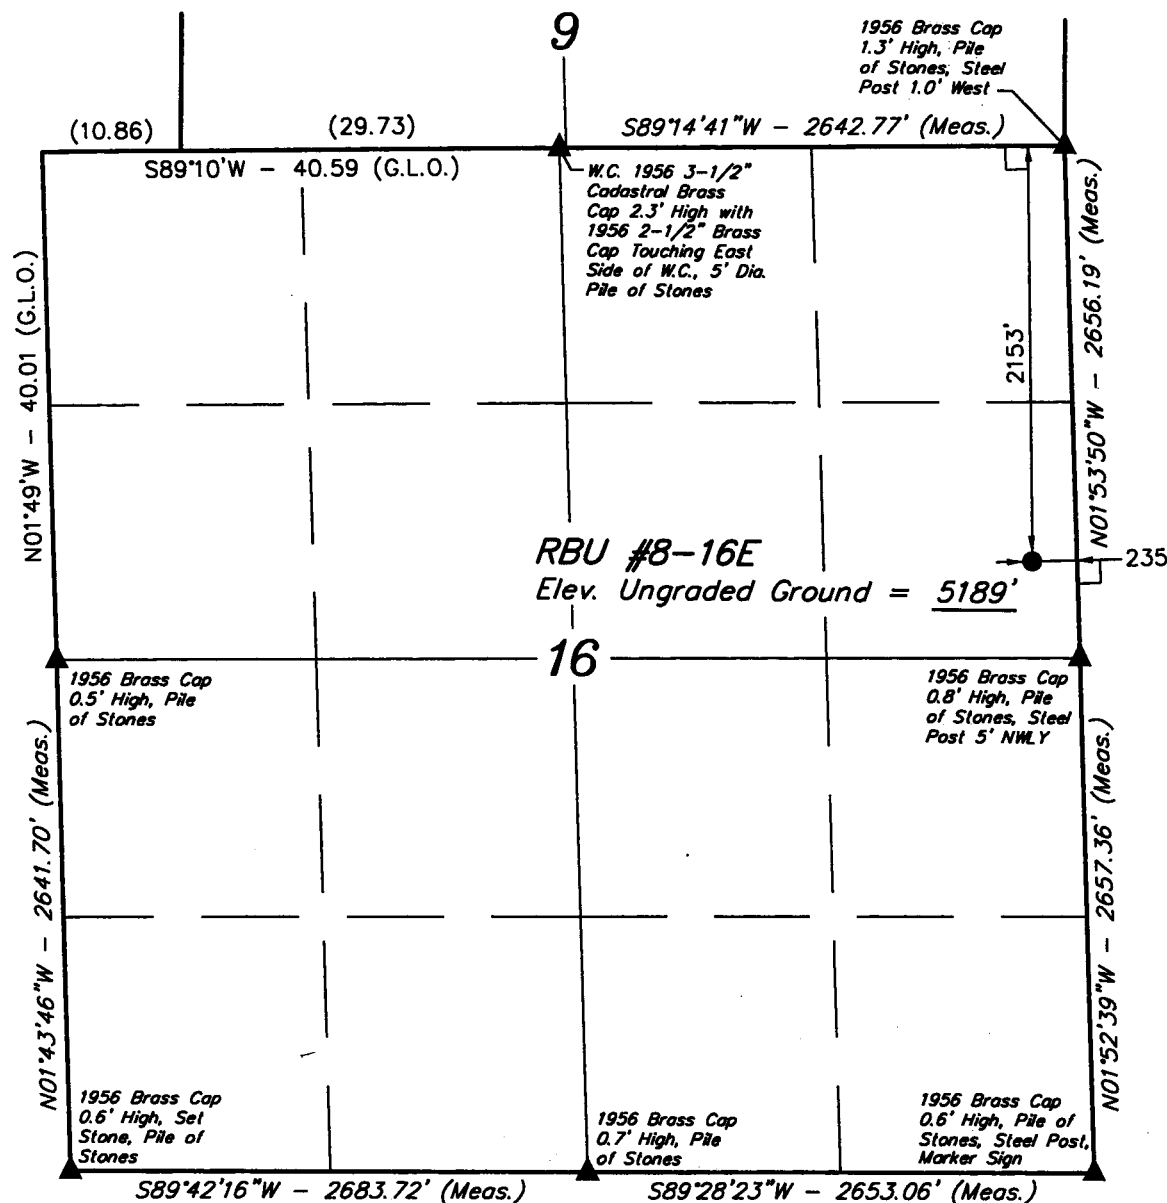 9
1956 Brass Cap
1.3' High, Pile
of Stones, Steel
Post 1.0' West
(10.86)
(29.73)
S89°14'41"W - 2642.77' (Meas.)
S89°10'W - 40.59 (G.L.O.)
W.C. 1956 3-1/2"
Cadastral Brass
Cap 2.3' High with
1956 2-1/2" Brass
Cap Touching East
Side of W.C., 5' Dia.
Pile of Stones
N01°49'W - 40.01 (G.L.O.)
2153'
N01°53'50"W - 2656.19' (Meas.)
RBU #8-16E
Elev. Ungraded Ground = 5189'
235
16
1956 Brass Cap
0.5' High, Pile
of Stones
1956 Brass Cap
0.8' High, Pile
of Stones, Steel
Post 5' NWLY
N01°43'46"W - 2641.70' (Meas.)
N01°52'39"W - 2657.36' (Meas.)
1956 Brass Cap
0.6' High, Set
Stone, Pile of
Stones
1956 Brass Cap
0.7' High, Pile
of Stones
1956 Brass Cap
0.6' High, Pile of
Stones, Steel Post,
Marker Sign
S89°42'16"W - 2683.72' (Meas.)
S89°28'23"W - 2653.06' (Meas.)